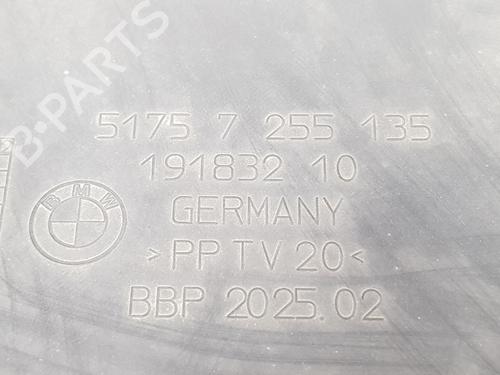 B-PARTS
5175 7 255 135
191832 10
BMW
GERMANY
>PP TV 20<
BBP 2025.02